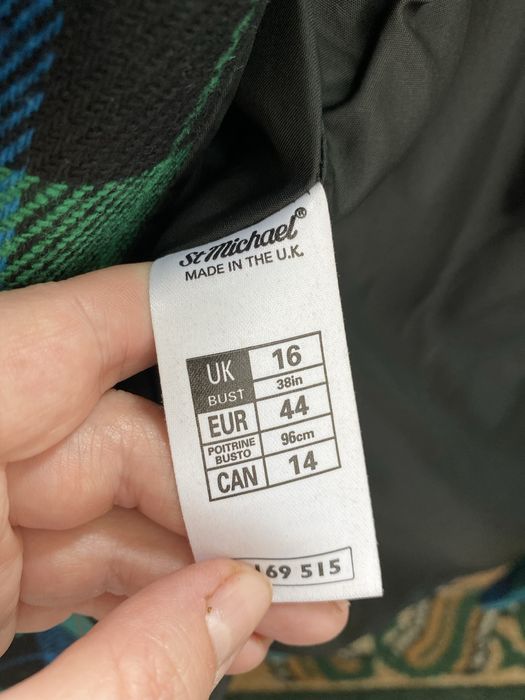 St Michael®
MADE IN THE U.K.
UK 16
BUST 38in
EUR 44
POITRINE BUSTO 96cm
CAN 14
169 515